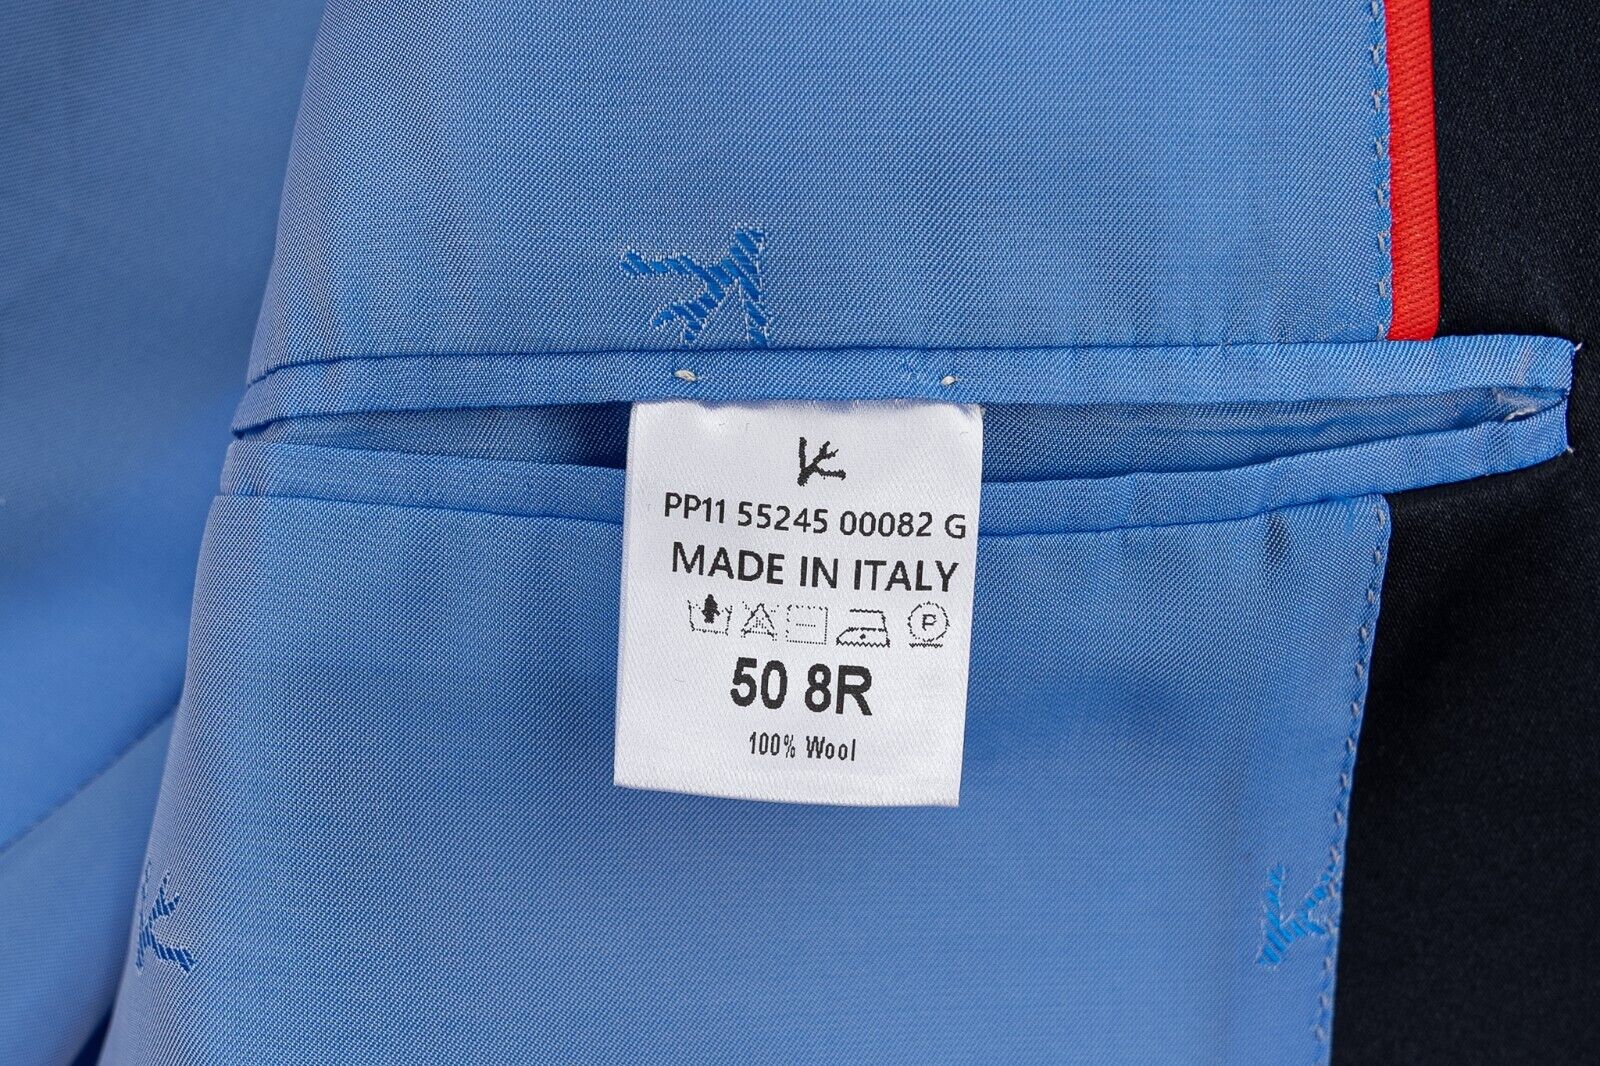 PP11 55245 00082 G
MADE IN ITALY
P
50 8R
100% Wool